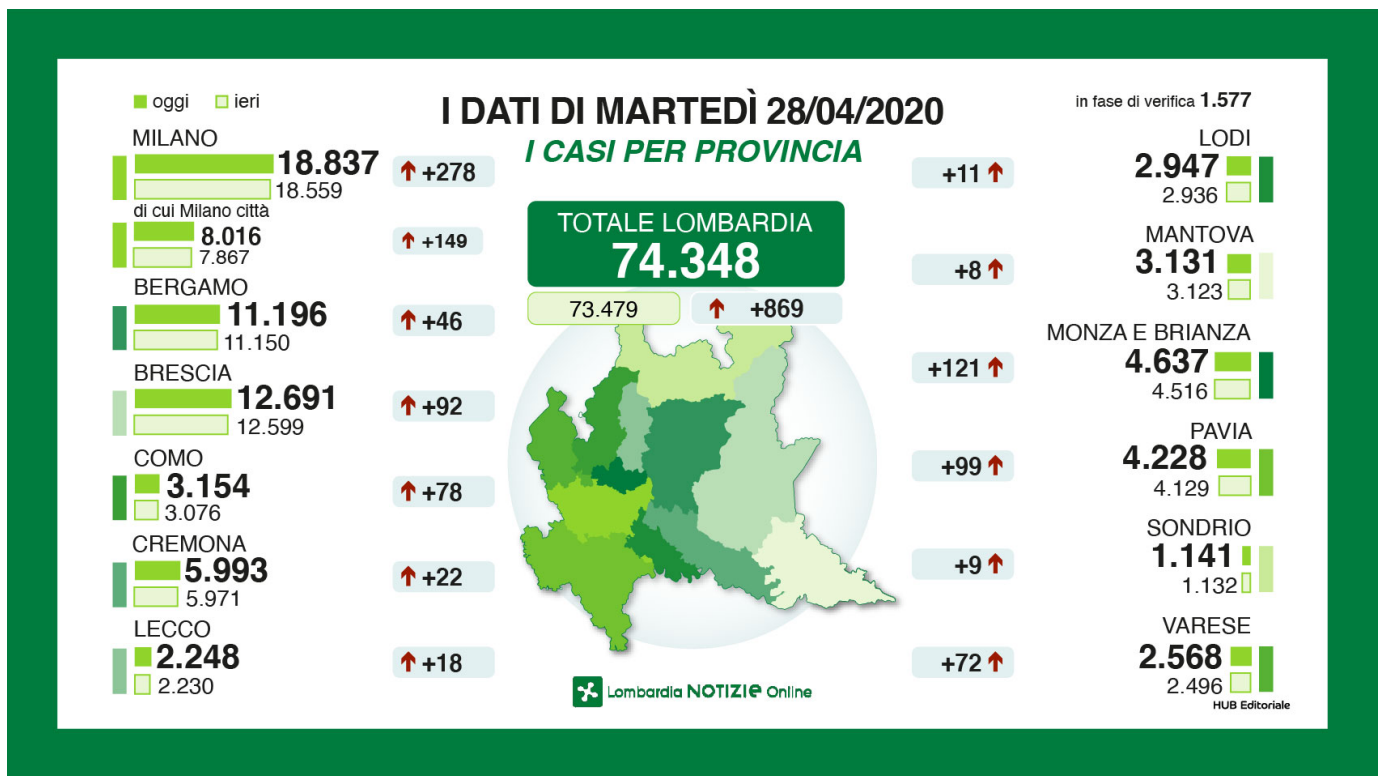 oggi ieri
I DATI DI MARTEDÌ 28/04/2020
I CASI PER PROVINCIA
in fase di verifica 1.577
TOTALE LOMBARDIA
74.348
73.479 +869
MILANO
18.837
18.559
+278
di cui Milano città
8.016
7.867
+149
BERGAMO
11.196
11.150
+46
BRESCIA
12.691
12.599
+92
COMO
3.154
3.076
+78
CREMONA
5.993
5.971
+22
LECCO
2.248
2.230
+18
LODI
2.947
2.936
+11
MANTOVA
3.131
3.123
+8
MONZA E BRIANZA
4.637
4.516
+121
PAVIA
4.228
4.129
+99
SONDRIO
1.141
1.132
+9
VARESE
2.568
2.496
+72
Lombardia NOTIZIe Online
HUB Editoriale